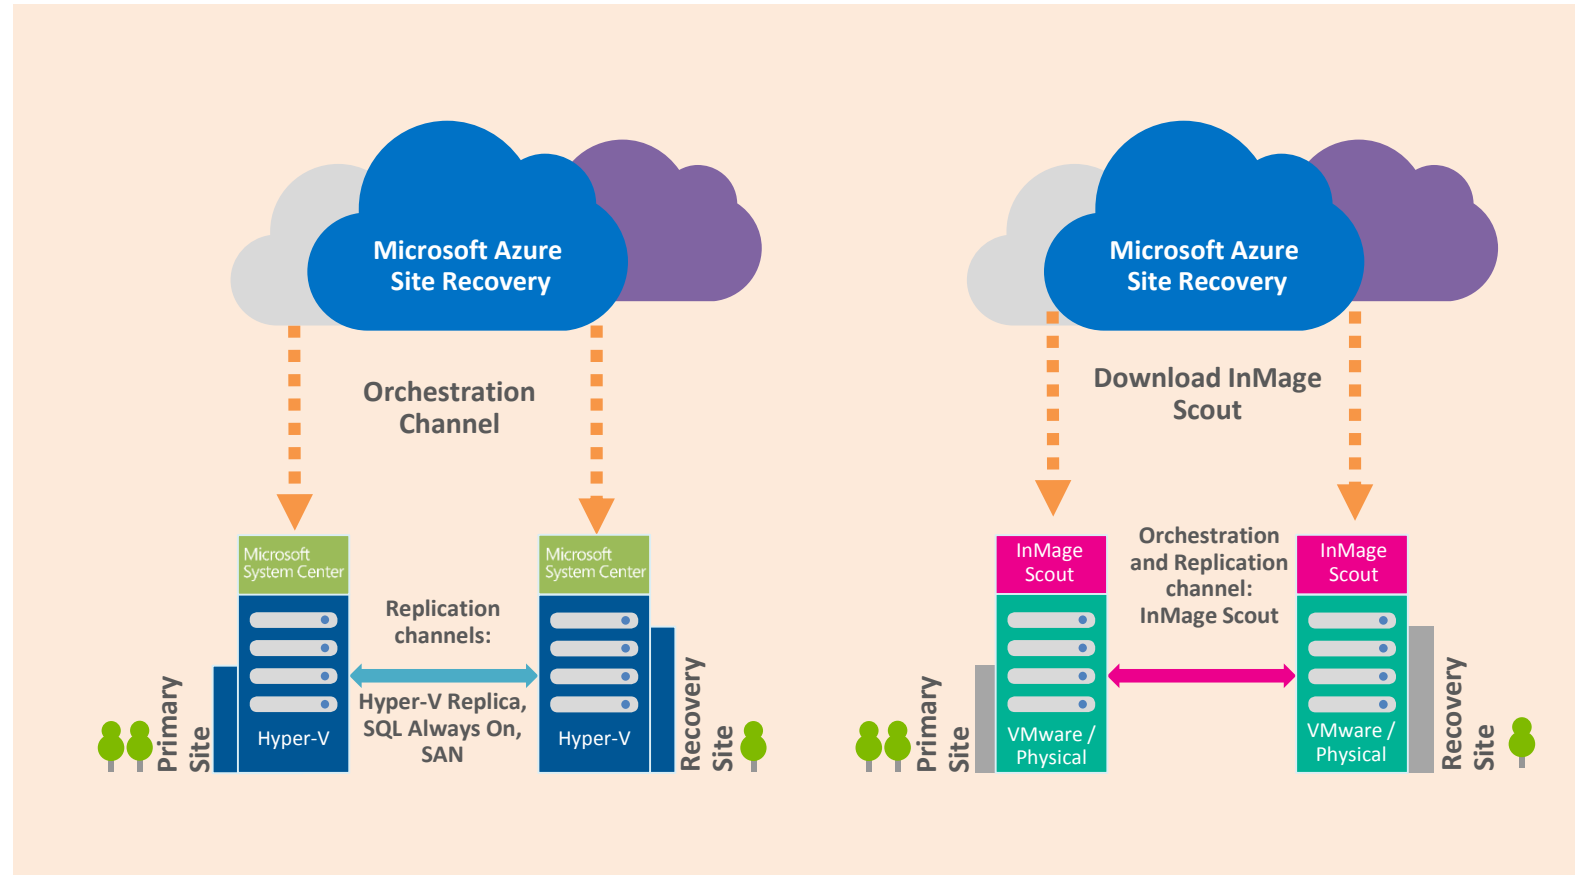 Microsoft Azure
Site Recovery
Orchestration
Channel
Microsoft
System Center
Microsoft
System Center
Replication
channels:
Hyper-V Replica,
SQL Always On,
SAN
Hyper-V
Hyper-V
Primary
Site
Recovery
Site
Microsoft Azure
Site Recovery
Download InMage
Scout
InMage
Scout
Orchestration
and Replication
channel:
InMage Scout
InMage
Scout
VMware /
Physical
VMware /
Physical
Primary
Site
Recovery
Site